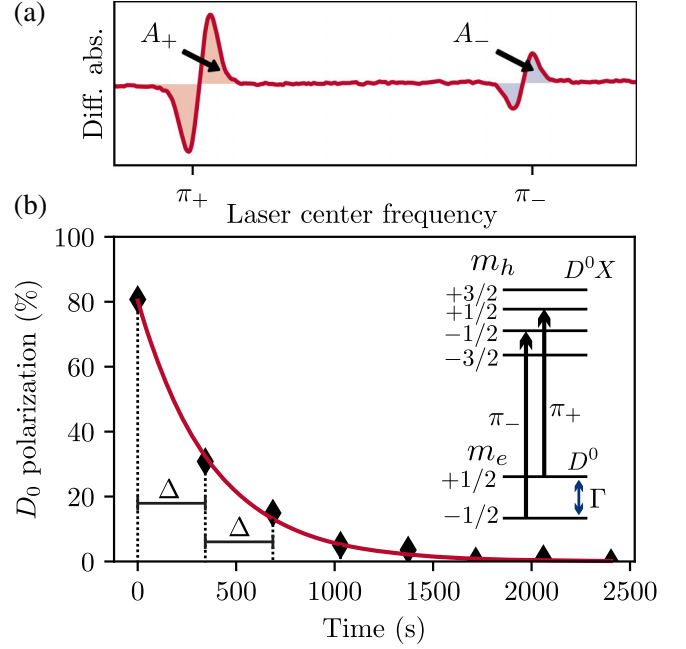 (a)
A₊
A₋
Diff. abs.
π₊
π₋
Laser center frequency
(b)
100
80
60
40
20
0
D₀ polarization (%)
Δ
Δ
mₕ
D⁰X
+3/2
+1/2
−1/2
−3/2
π₋
π₊
mₑ
D⁰
+1/2
−1/2
Γ
0
500
1000
1500
2000
2500
Time (s)